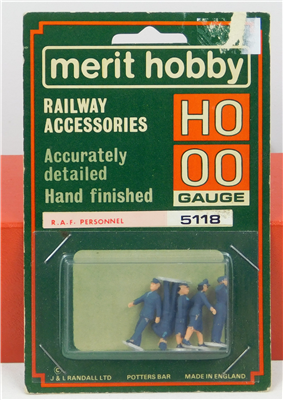 merit hobby
RAILWAY
ACCESSORIES
HO
OO
GAUGE
Accurately
detailed
Hand finished
R.A.F. PERSONNEL 5118
©
J & L RANDALL LTD POTTERS BAR MADE IN ENGLAND